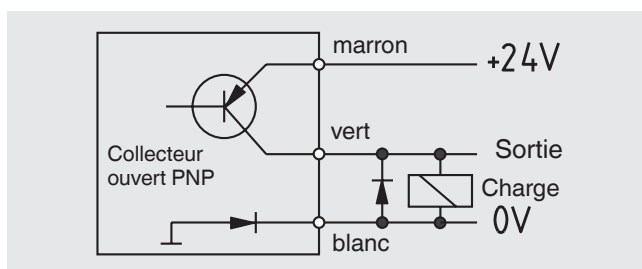 marron
+24V
vert
Sortie
Collecteur
ouvert PNP
Charge
0V
blanc